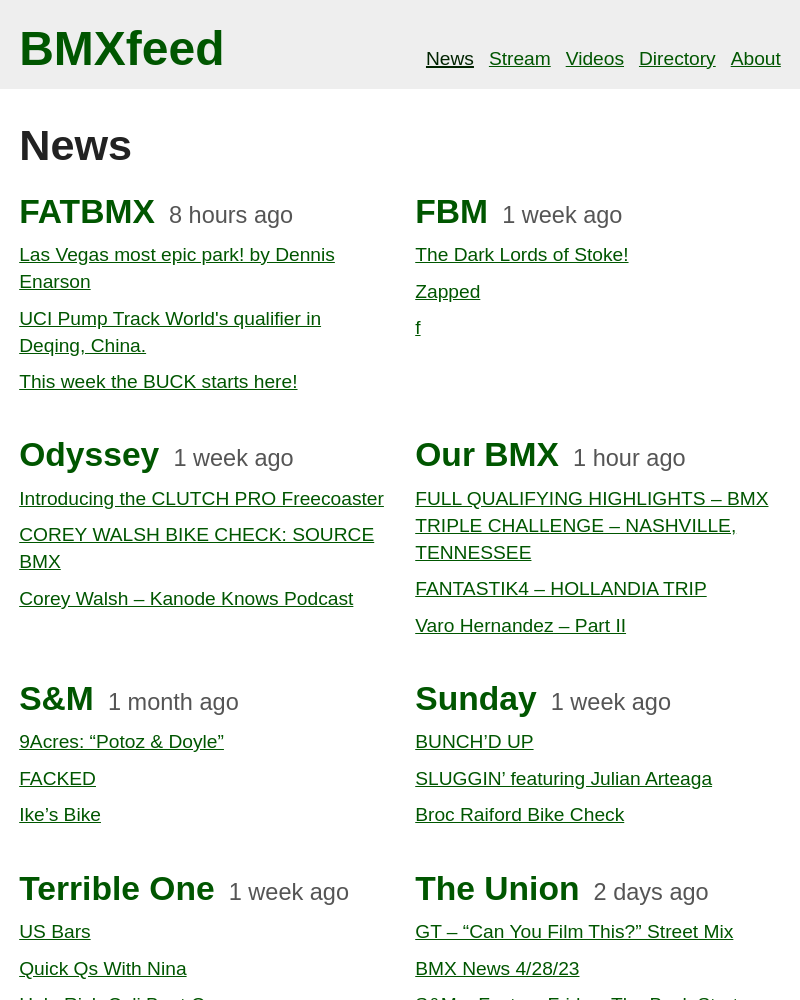 BMXfeed
News Stream Videos Directory About
News
FATBMX 8 hours ago
Las Vegas most epic park! by Dennis
Enarson
UCI Pump Track World's qualifier in
Deqing, China.
This week the BUCK starts here!
FBM 1 week ago
The Dark Lords of Stoke!
Zapped
f
Odyssey 1 week ago
Introducing the CLUTCH PRO Freecoaster
COREY WALSH BIKE CHECK: SOURCE
BMX
Corey Walsh – Kanode Knows Podcast
Our BMX 1 hour ago
FULL QUALIFYING HIGHLIGHTS – BMX
TRIPLE CHALLENGE – NASHVILLE,
TENNESSEE
FANTASTIK4 – HOLLANDIA TRIP
Varo Hernandez – Part II
S&M 1 month ago
9Acres: “Potoz & Doyle”
FACKED
Ike’s Bike
Sunday 1 week ago
BUNCH’D UP
SLUGGIN’ featuring Julian Arteaga
Broc Raiford Bike Check
Terrible One 1 week ago
US Bars
Quick Qs With Nina
The Union 2 days ago
GT – “Can You Film This?” Street Mix
BMX News 4/28/23